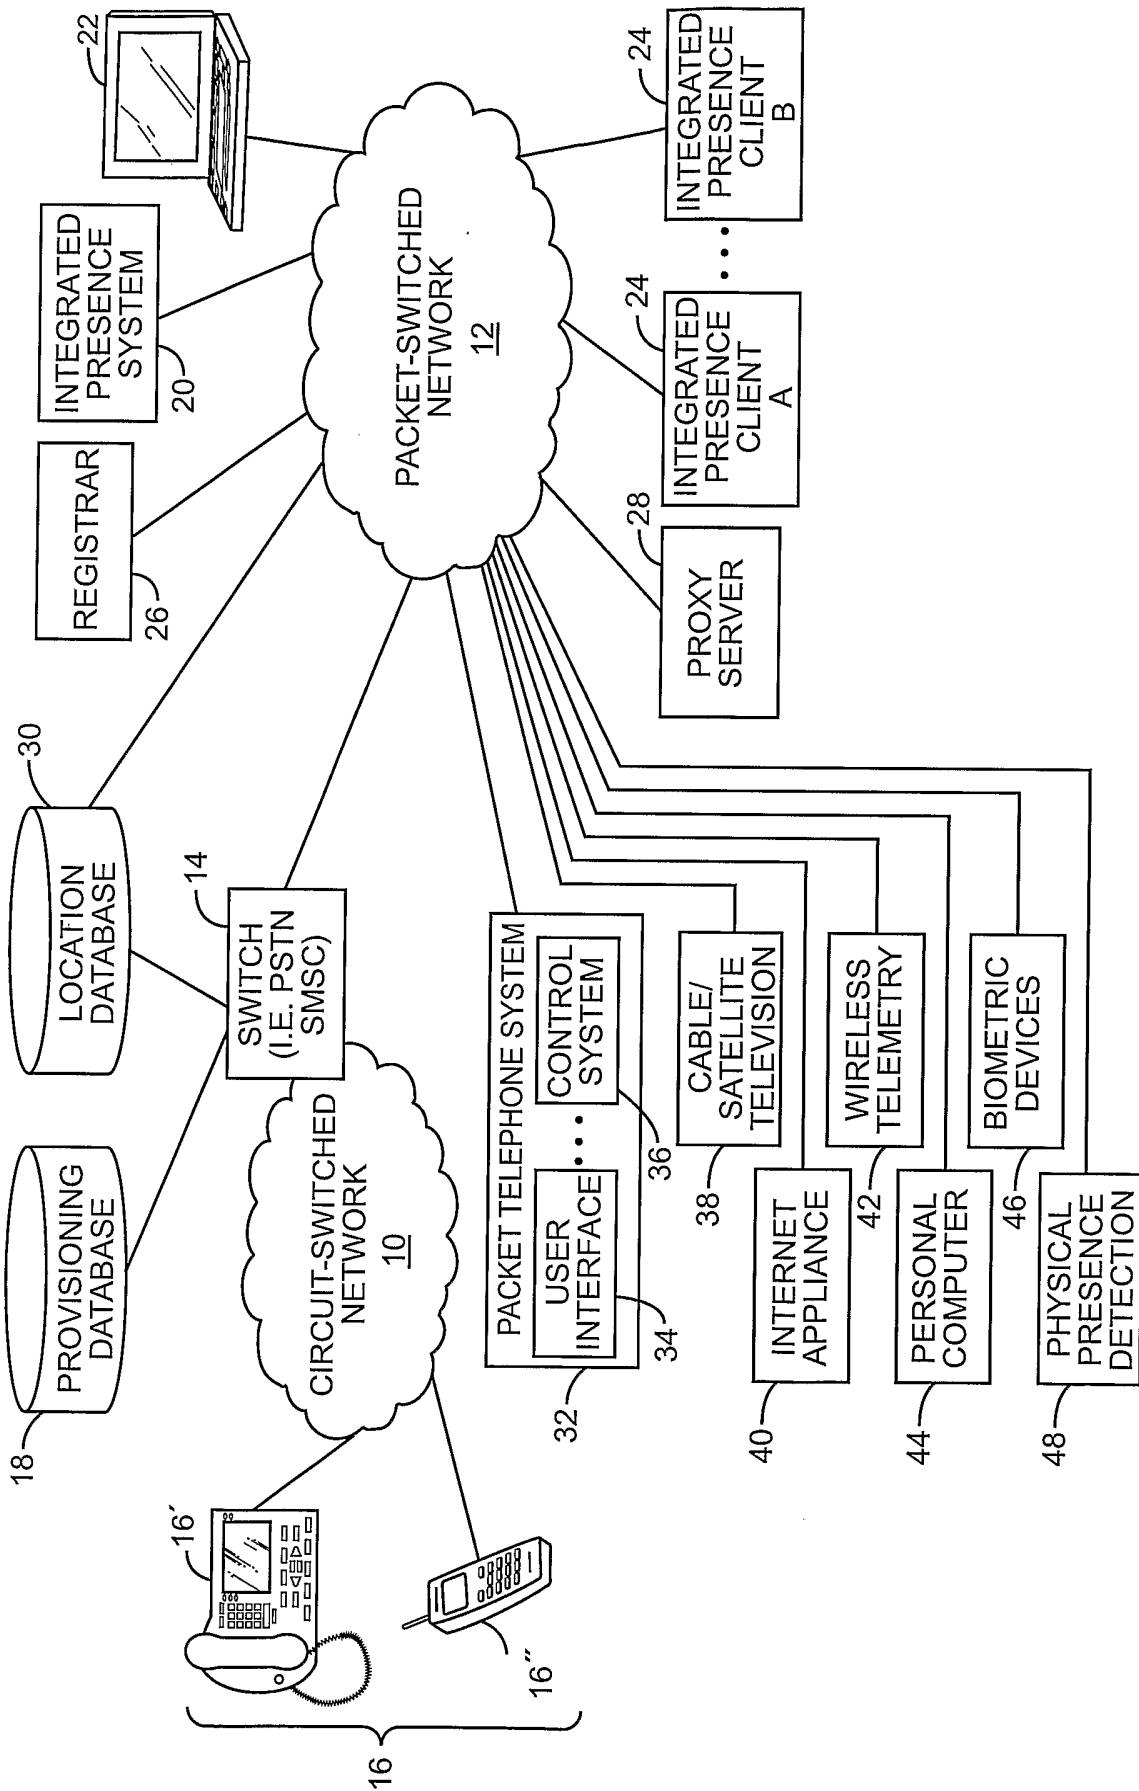 18
PROVISIONING
DATABASE
30
LOCATION
DATABASE
REGISTRAR
26
INTEGRATED
PRESENCE
SYSTEM
20
22
16
16′
16″
CIRCUIT-SWITCHED
NETWORK
10
14
SWITCH
(I.E. PSTN
SMSC)
PACKET-SWITCHED
NETWORK
12
32
PACKET TELEPHONE SYSTEM
USER
INTERFACE
34
CONTROL
SYSTEM
36
28
PROXY
SERVER
24
INTEGRATED
PRESENCE
CLIENT
A
24
INTEGRATED
PRESENCE
CLIENT
B
38
CABLE/
SATELLITE
TELEVISION
40
INTERNET
APPLIANCE
42
WIRELESS
TELEMETRY
44
PERSONAL
COMPUTER
46
BIOMETRIC
DEVICES
48
PHYSICAL
PRESENCE
DETECTION